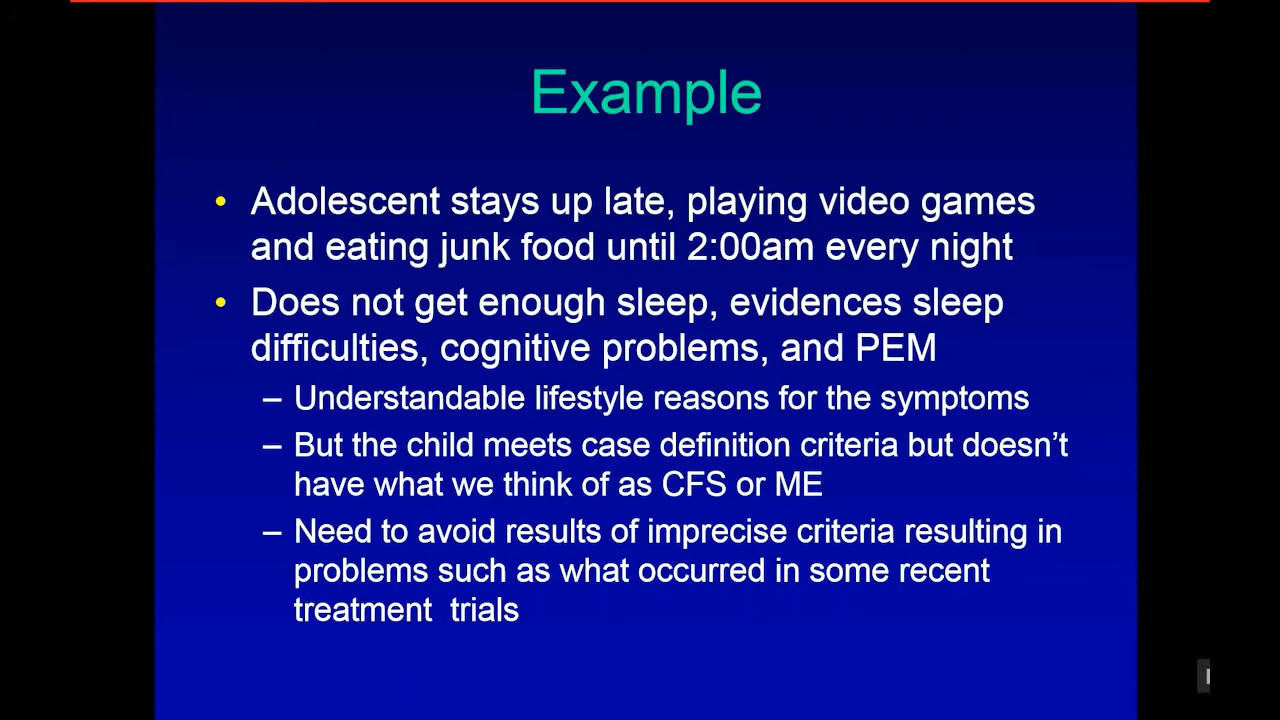 Example
• Adolescent stays up late, playing video games
and eating junk food until 2:00am every night
• Does not get enough sleep, evidences sleep
difficulties, cognitive problems, and PEM
– Understandable lifestyle reasons for the symptoms
– But the child meets case definition criteria but doesn't
have what we think of as CFS or ME
– Need to avoid results of imprecise criteria resulting in
problems such as what occurred in some recent
treatment trials